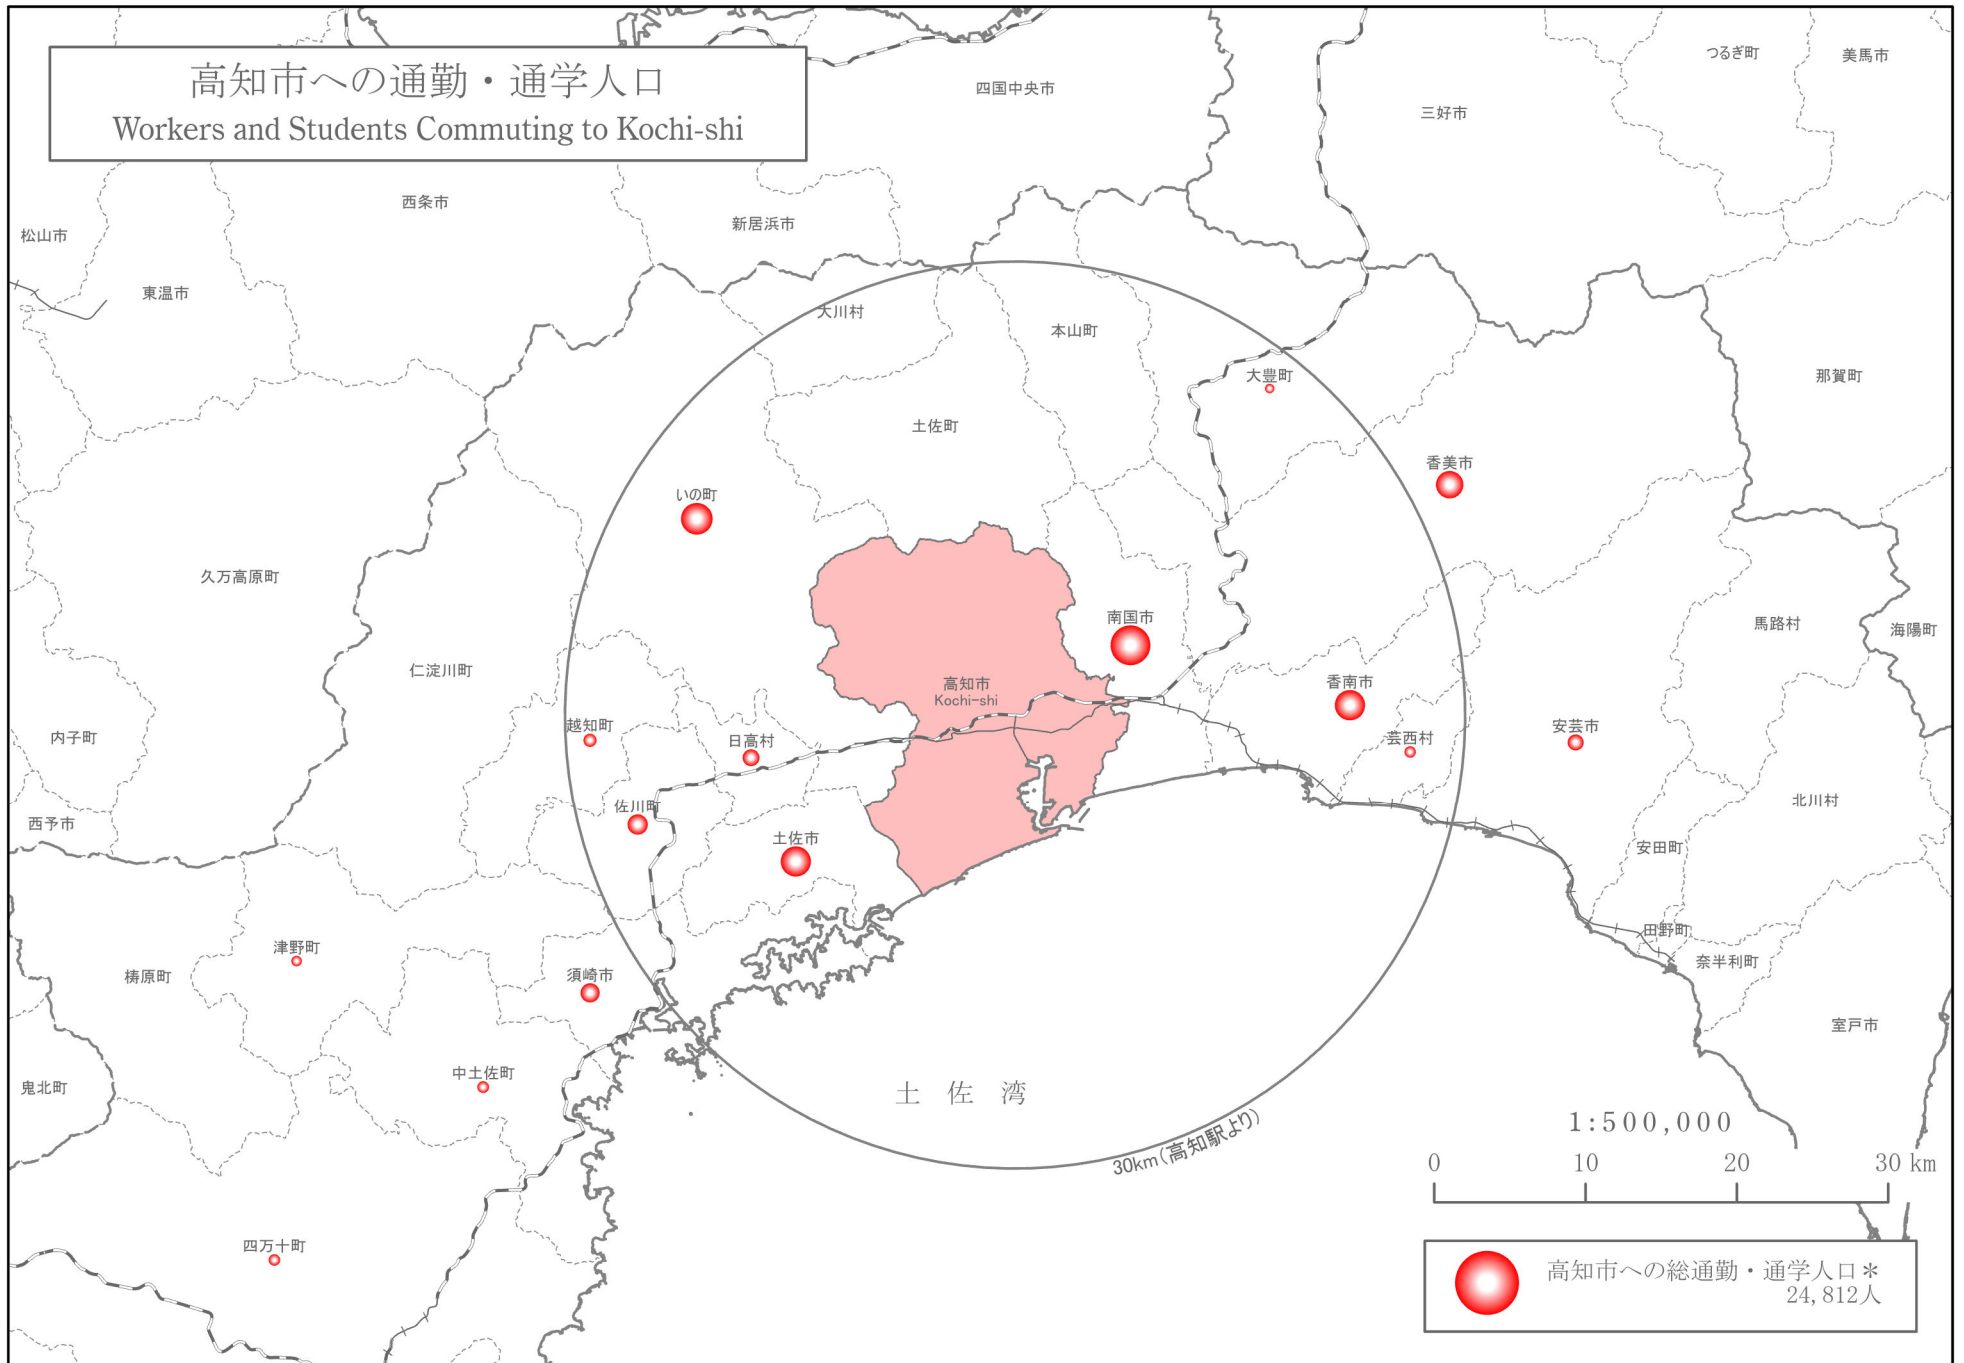 高知市への通勤・通学人口
Workers and Students Commuting to Kochi-shi
つるぎ町
美馬市
四国中央市
三好市
西条市
新居浜市
松山市
東温市
大川村
本山町
大豊町
那賀町
土佐町
香美市
いの町
久万高原町
南国市
馬路村
海陽町
仁淀川町
高知市
Kochi-shi
香南市
越知町
日高村
芸西村
安芸市
内子町
佐川町
北川村
西予市
土佐市
安田町
田野町
津野町
梼原町
須崎市
奈半利町
室戸市
中土佐町
鬼北町
土佐湾
30km(高知駅より)
1:500,000
0 10 20 30 km
四万十町
高知市への総通勤・通学人口＊
24,812人